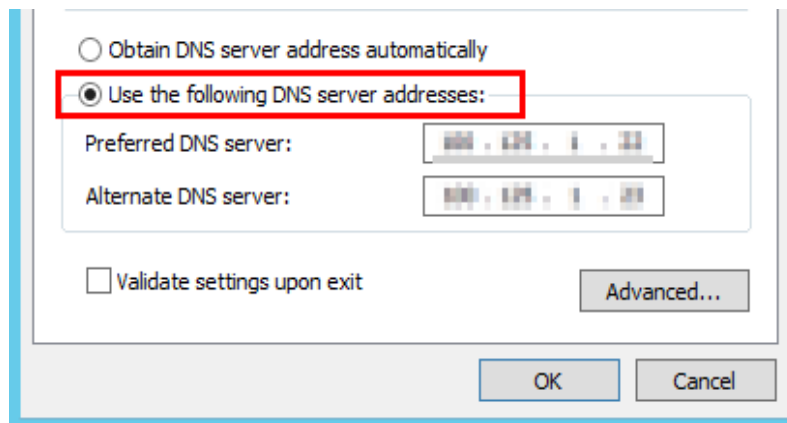 Obtain DNS server address automatically
Use the following DNS server addresses:
Preferred DNS server:
Alternate DNS server:
Validate settings upon exit
Advanced...
OK Cancel